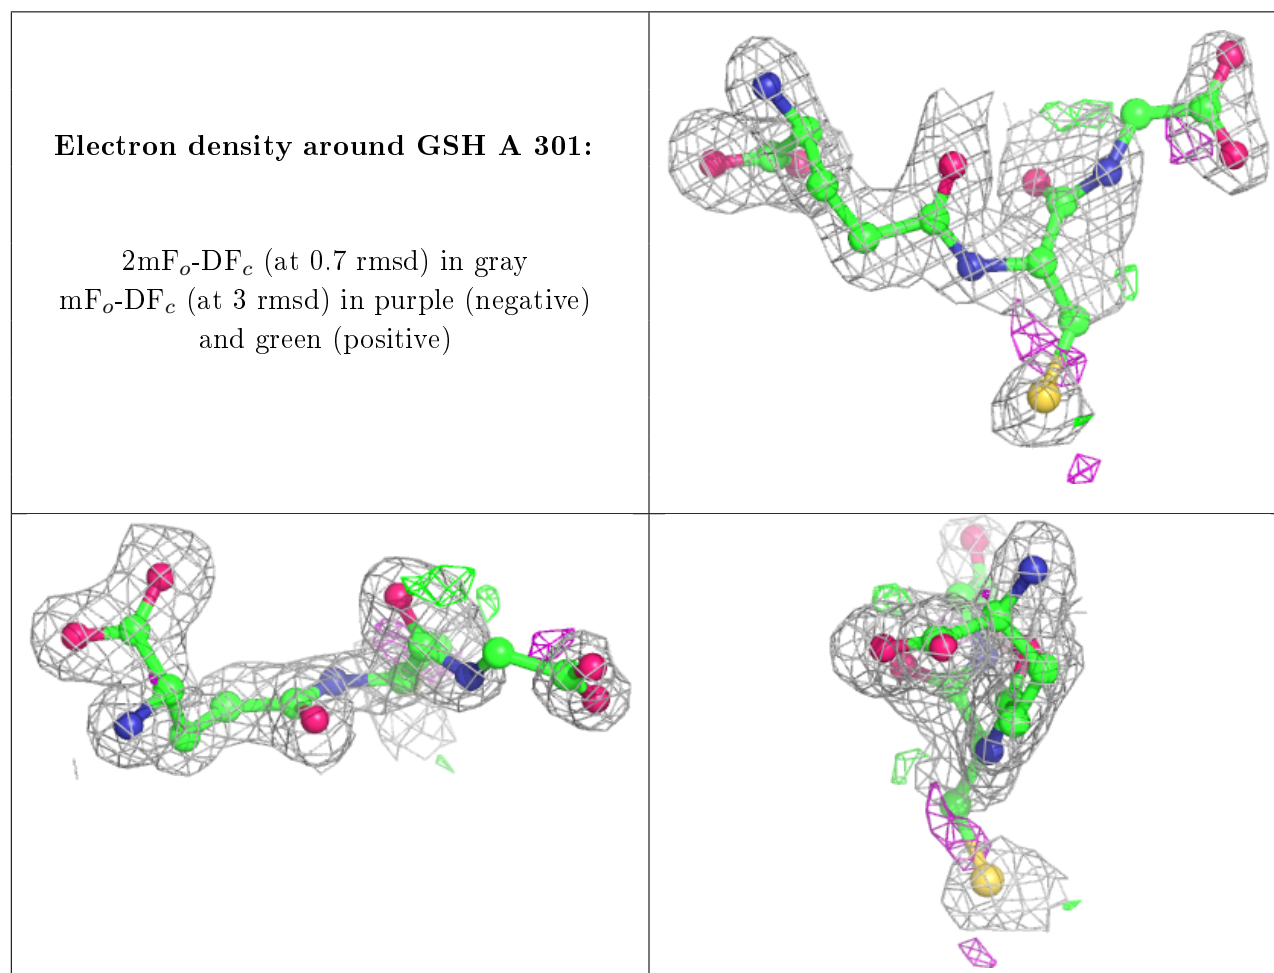 Electron density around GSH A 301:
2mFₒ-DF𝒸 (at 0.7 rmsd) in gray
mFₒ-DF𝒸 (at 3 rmsd) in purple (negative)
and green (positive)